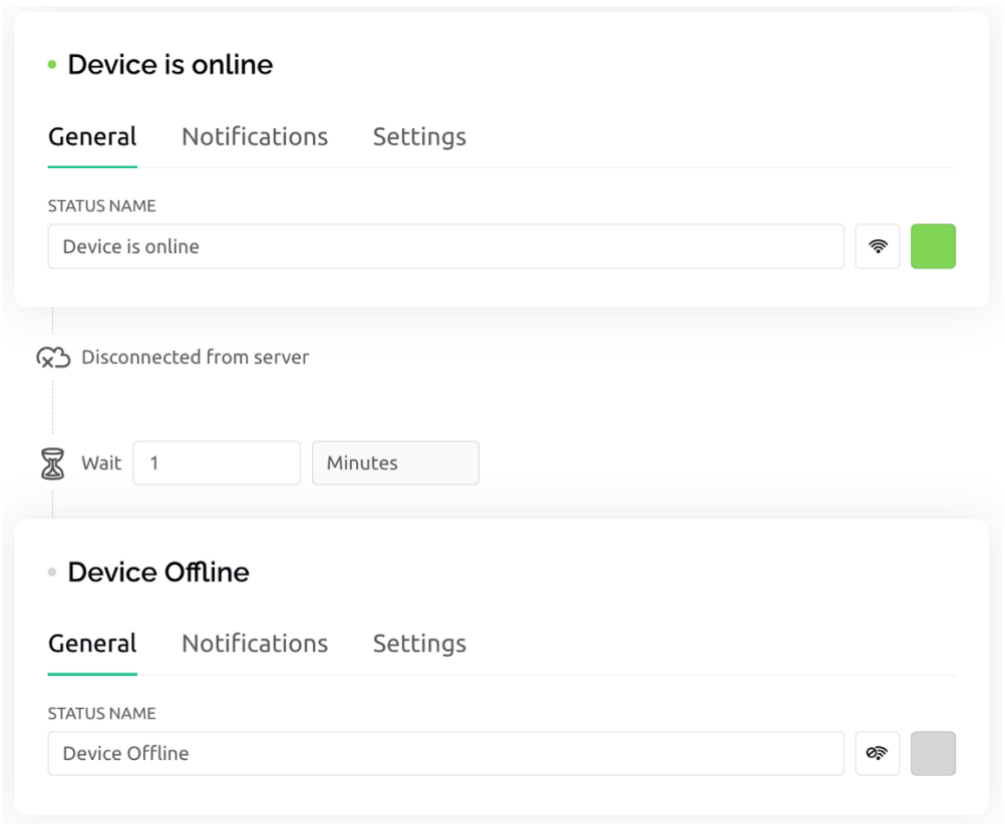 Device is online
General Notifications Settings
STATUS NAME
Device is online
Disconnected from server
Wait 1 Minutes
Device Offline
General Notifications Settings
STATUS NAME
Device Offline